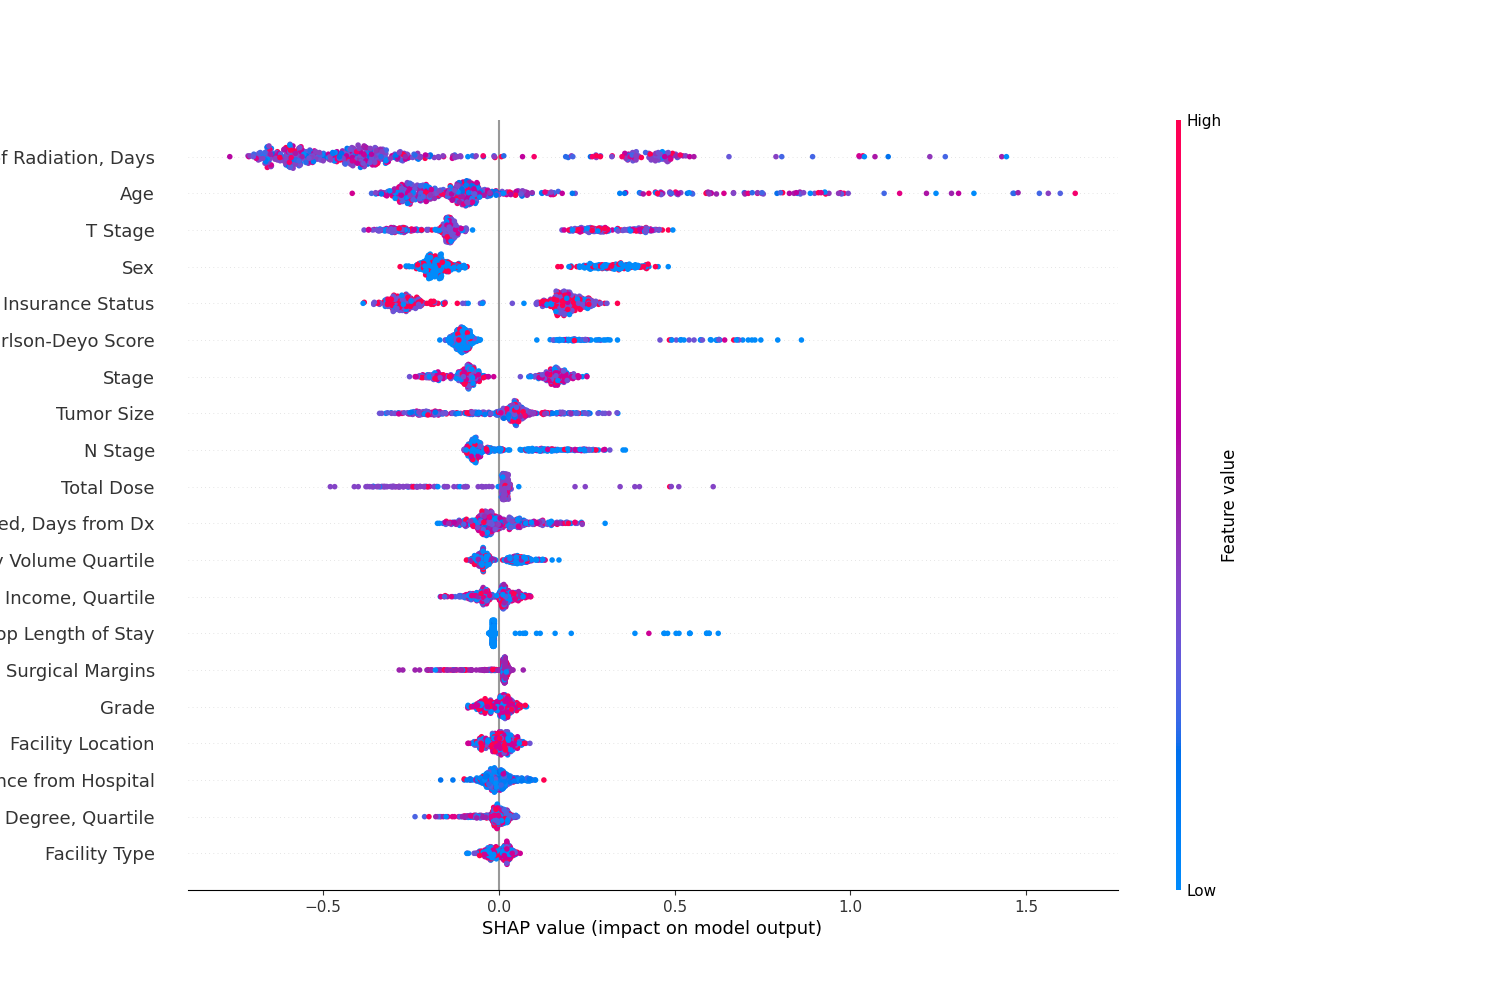 High
f Radiation, Days
Age
T Stage
Sex
Insurance Status
rlson-Deyo Score
Stage
Tumor Size
N Stage
Total Dose
ed, Days from Dx
Volume Quartile
Income, Quartile
op Length of Stay
Surgical Margins
Grade
Facility Location
nce from Hospital
Degree, Quartile
Facility Type
Feature value
Low
−0.5 0.0 0.5 1.0 1.5
SHAP value (impact on model output)